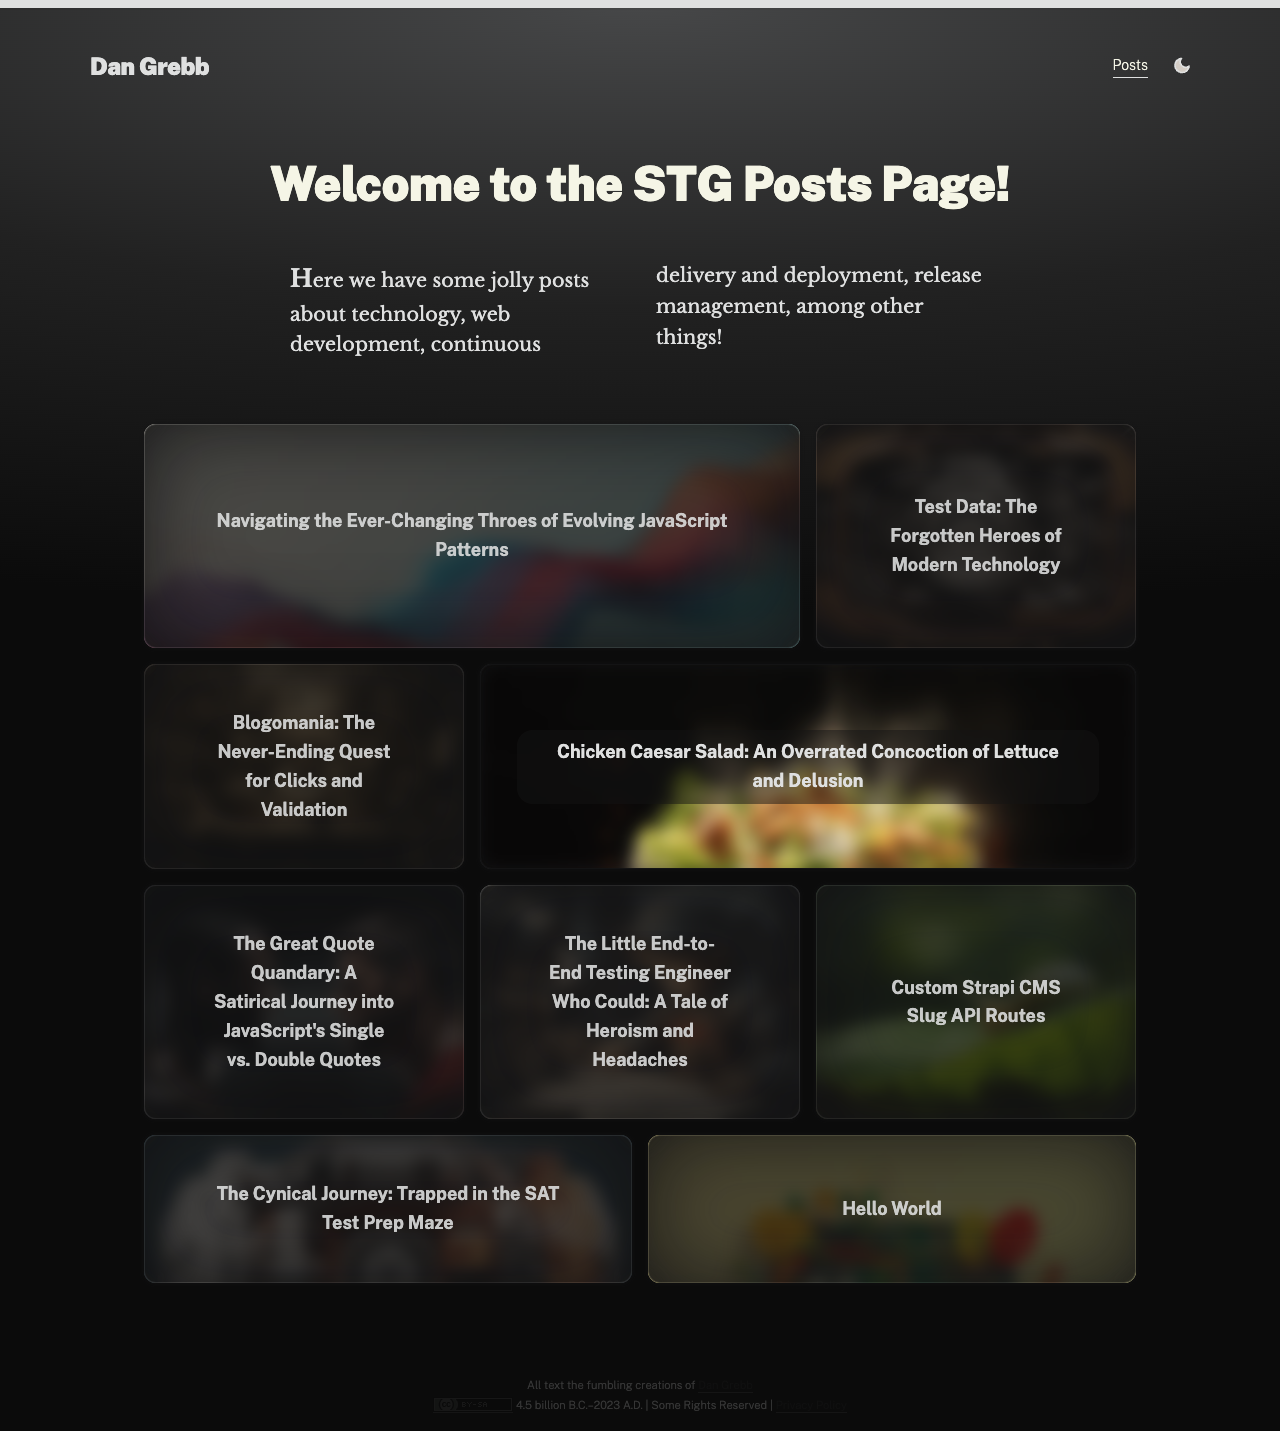 Dan Grebb
Posts
Welcome to the STG Posts Page!
Here we have some jolly posts
about technology, web
development, continuous
delivery and deployment, release
management, among other
things!
Navigating the Ever-Changing Throes of Evolving JavaScript
Patterns
Test Data: The
Forgotten Heroes of
Modern Technology
Blogomania: The
Never-Ending Quest
for Clicks and
Validation
Chicken Caesar Salad: An Overrated Concoction of Lettuce
and Delusion
The Great Quote
Quandary: A
Satirical Journey into
JavaScript's Single
vs. Double Quotes
The Little End-to-
End Testing Engineer
Who Could: A Tale of
Heroism and
Headaches
Custom Strapi CMS
Slug API Routes
The Cynical Journey: Trapped in the SAT
Test Prep Maze
Hello World
All text the fumbling creations of
4.5 billion B.C.–2023 A.D. | Some Rights Reserved |